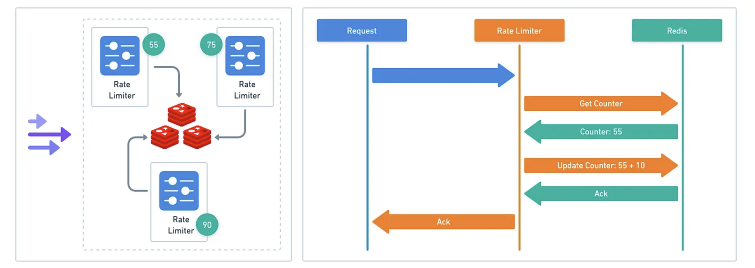 55
Rate
Limiter
75
Rate
Limiter
Rate
Limiter
90
Request
Rate Limiter
Redis
Get Counter
Counter: 55
Update Counter: 55 + 10
Ack
Ack